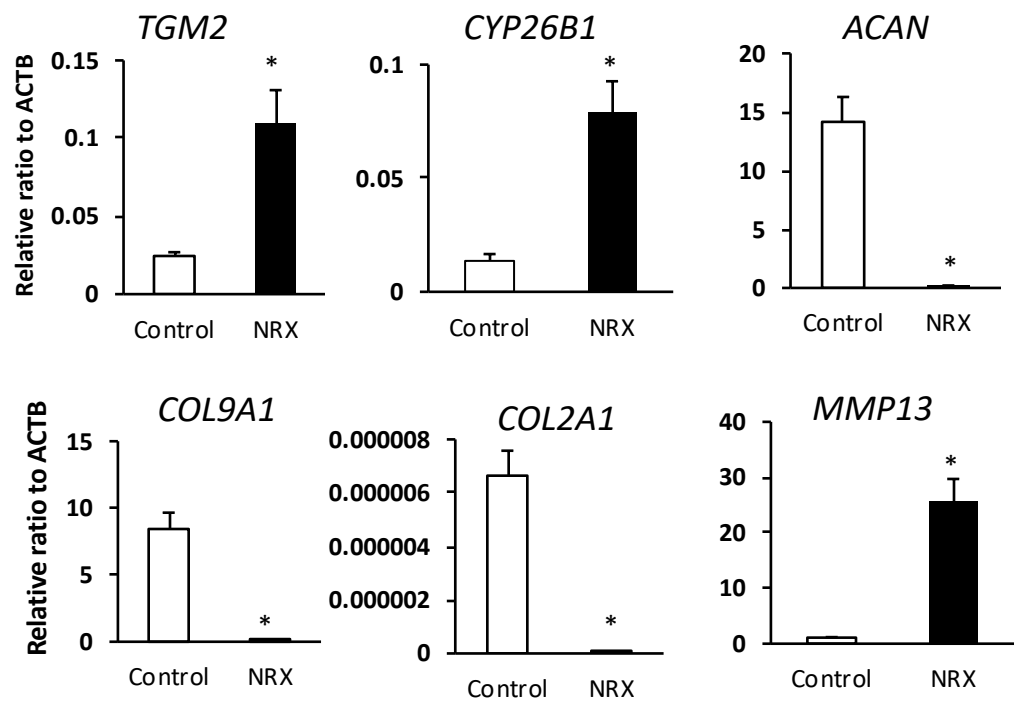 TGM2
CYP26B1
ACAN
Relative ratio to ACTB
0.15
0.1
0.05
0
*
Control NRX
0.1
0.05
0
*
Control NRX
20
15
10
5
0
*
Control NRX
COL9A1
COL2A1
MMP13
Relative ratio to ACTB
15
10
5
0
*
Control NRX
0.000008
0.000006
0.000004
0.000002
0
*
Control NRX
40
30
20
10
0
*
Control NRX